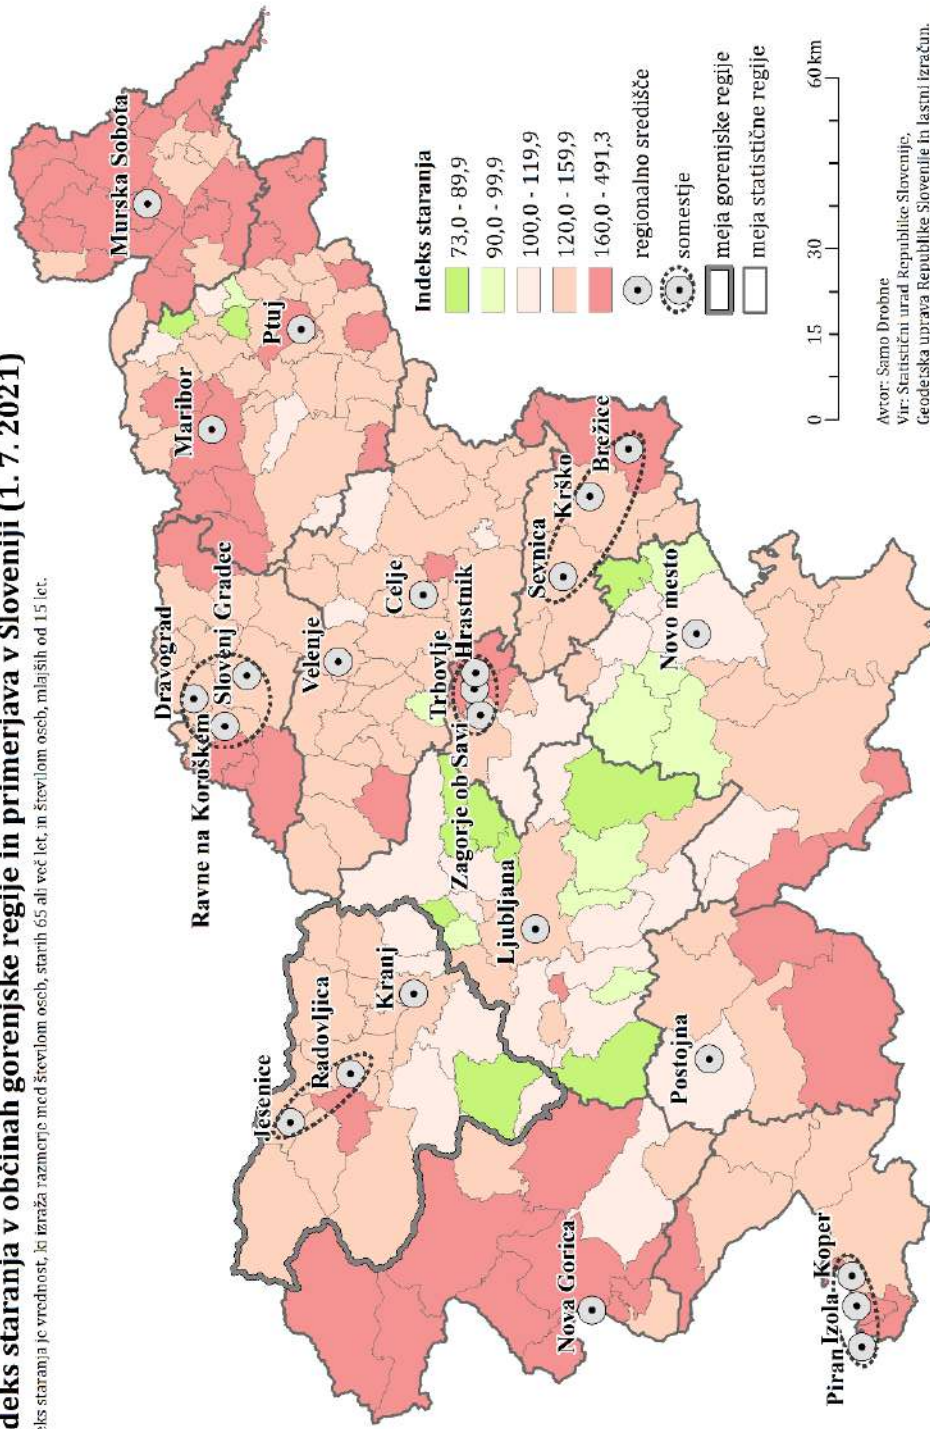 deks staranja v občinah gorenjske regije in primerjava v Sloveniji (1. 7. 2021)
eks staranja je vrednost, ki izraža razmerje med številom oseb, starih 65 ali več let, in številom oseb, mlajših od 15 let.
Murska Sobota
Maribor
Ptuj
Dravograd
Slovenj Gradec
Ravne na Koroškem
Velenje
Celje
Trbovlje
Hrastnik
Zagorje ob Savi
Sevnica
Krško
Brežice
Novo mesto
Jesenice
Radovljica
Kranj
Ljubljana
Postojna
Nova Gorica
Koper
Izola
Piran
Indeks staranja
73,0 - 89,9
90,0 - 99,9
100,0 - 119,9
120,0 - 159,9
160,0 - 491,3
regionalno središče
somestje
meja gorenjske regije
meja statistične regije
0 15 30 60 km
Avtor: Samo Drobne
Vir: Statistični urad Republike Slovenije,
Geodetska uprava Republike Slovenije in lastni izračun.